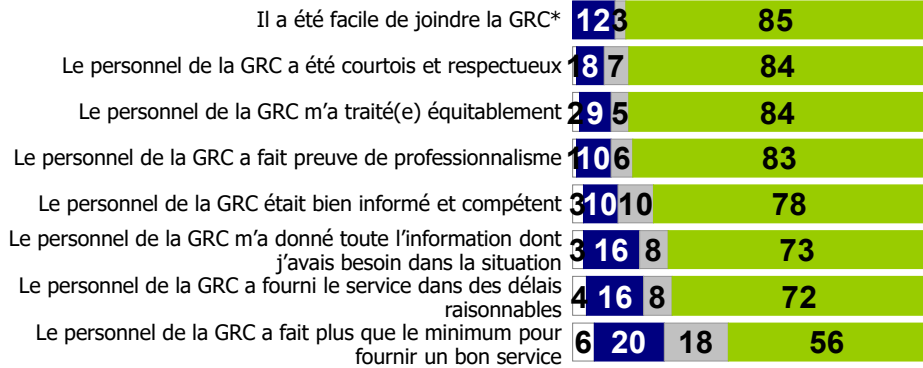 Il a été facile de joindre la GRC* 12 3 85
Le personnel de la GRC a été courtois et respectueux 1 8 7 84
Le personnel de la GRC m'a traité(e) équitablement 2 9 5 84
Le personnel de la GRC a fait preuve de professionnalisme 1 10 6 83
Le personnel de la GRC était bien informé et compétent 3 10 10 78
Le personnel de la GRC m'a donné toute l'information dont
j'avais besoin dans la situation 3 16 8 73
Le personnel de la GRC a fourni le service dans des délais
raisonnables 4 16 8 72
Le personnel de la GRC a fait plus que le minimum pour
fournir un bon service 6 20 18 56